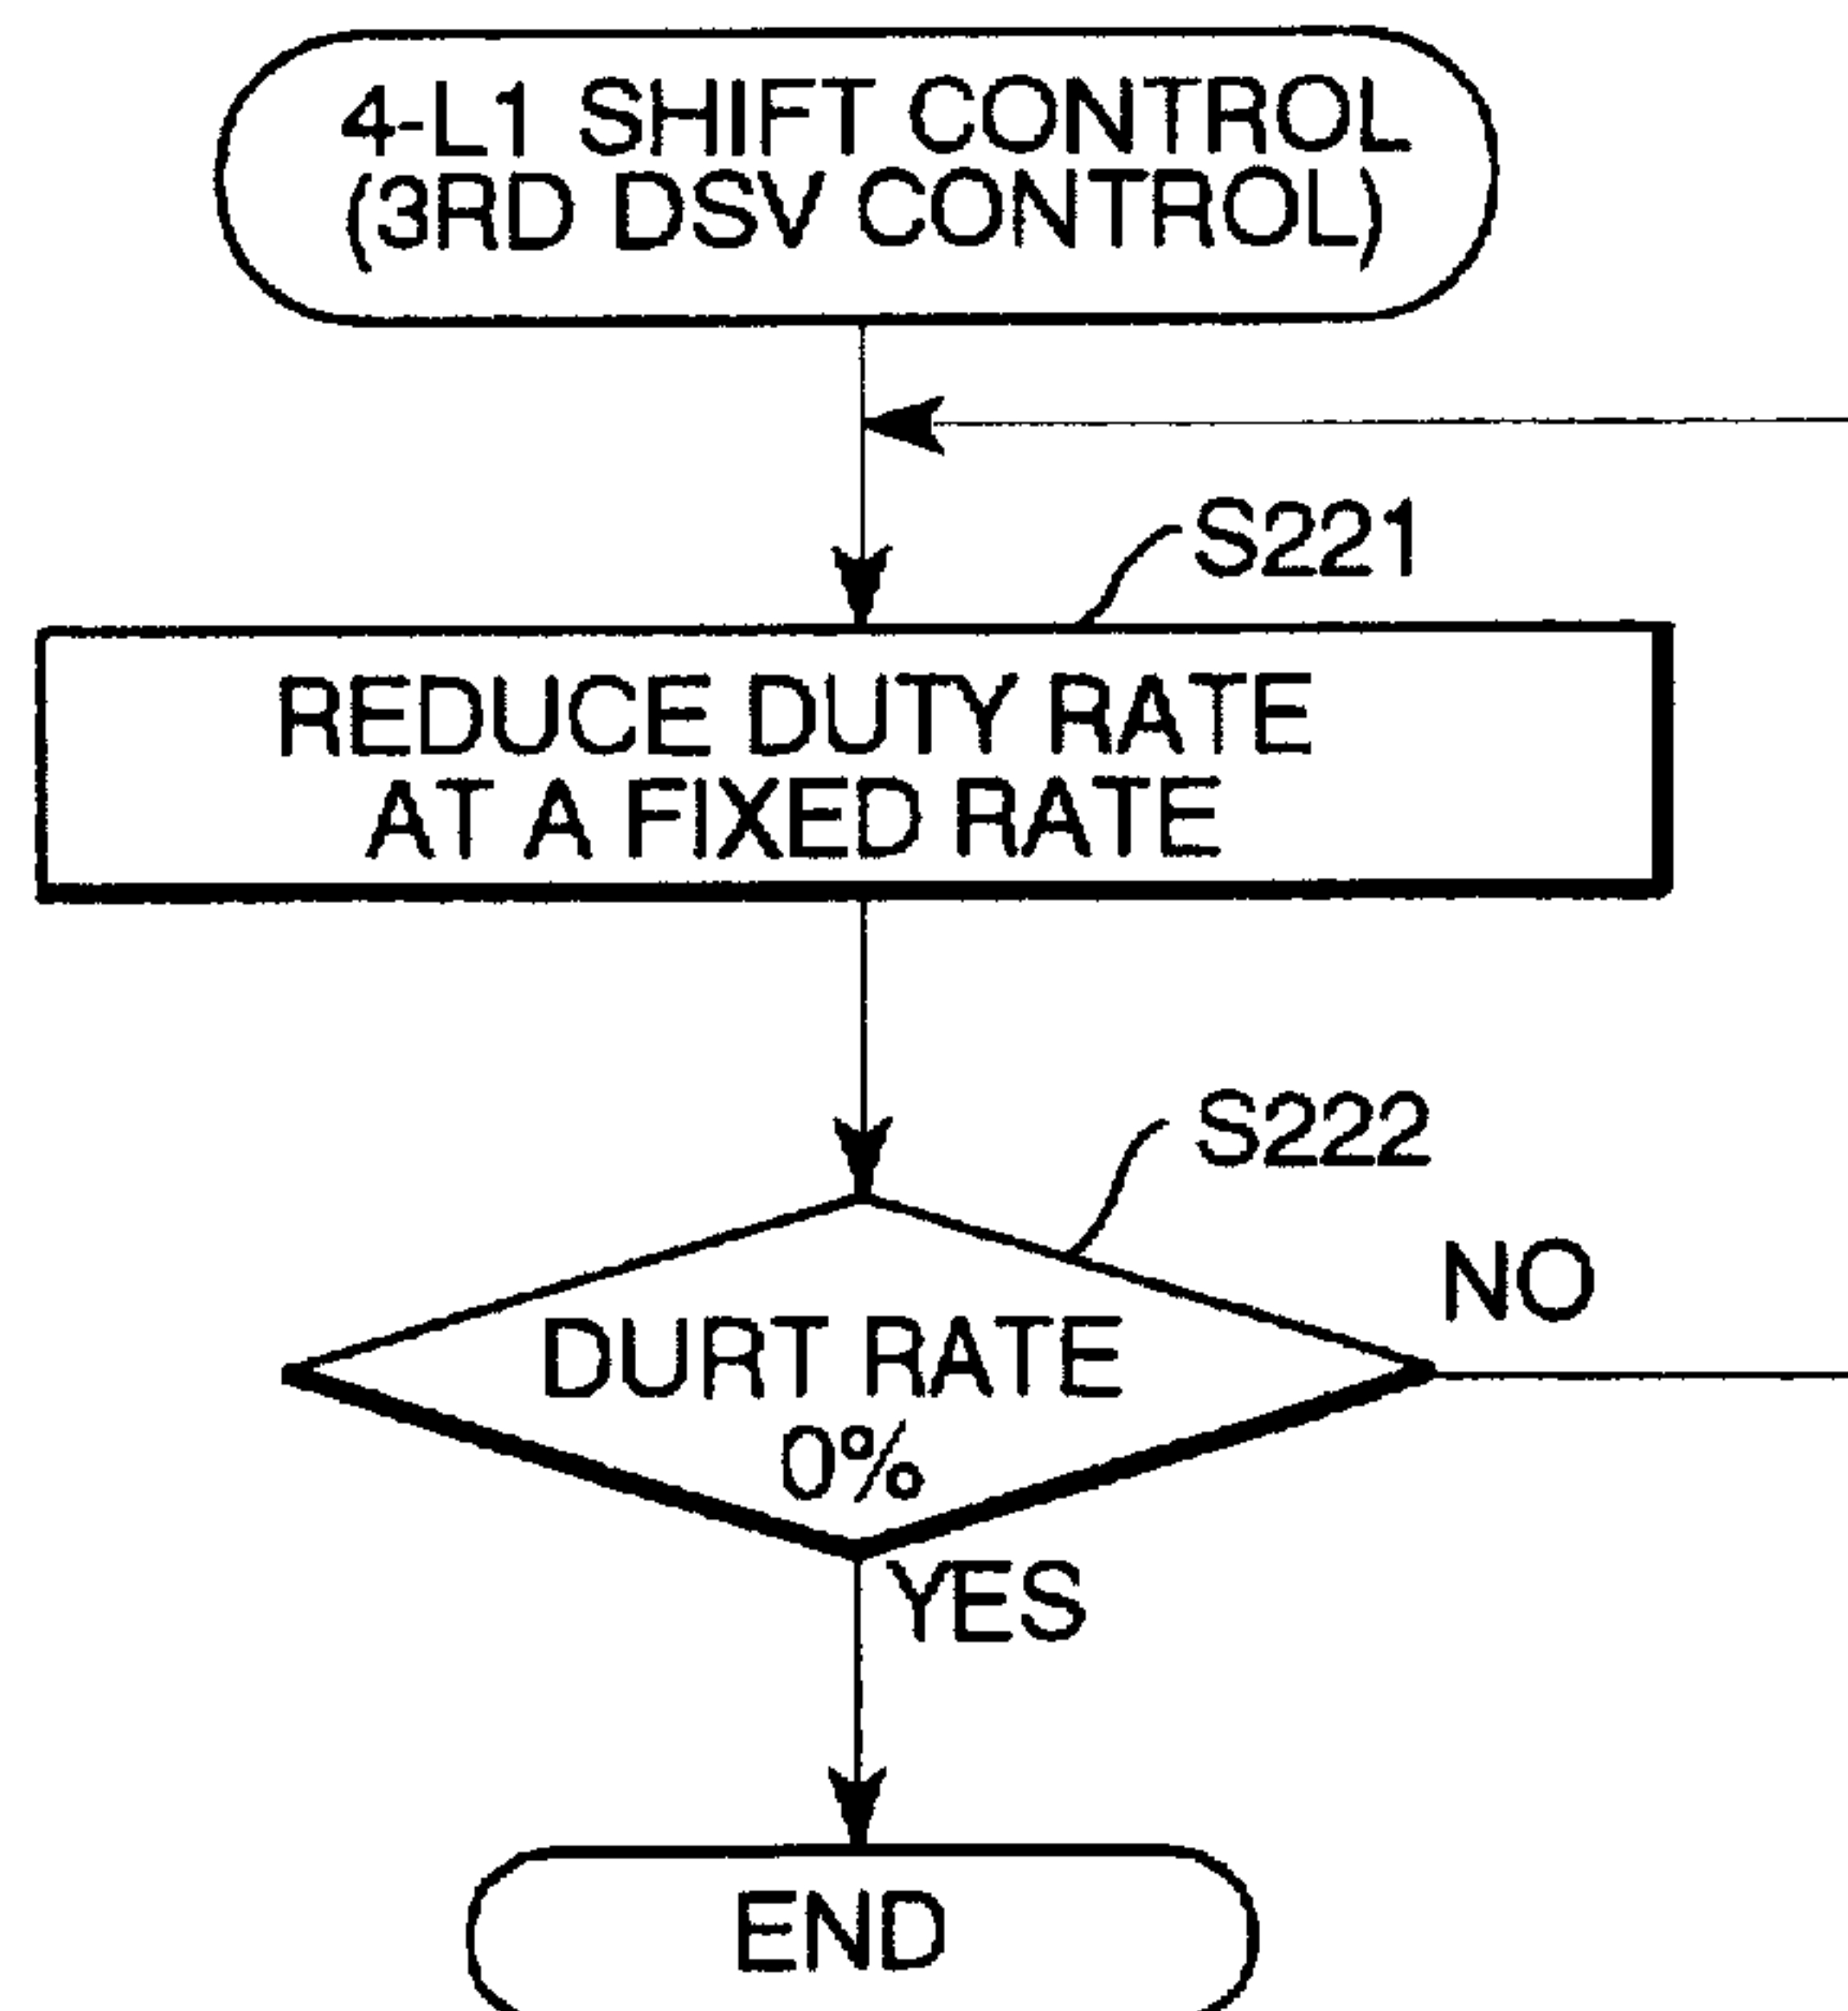 4-L1 SHIFT CONTROL
(3RD DSV CONTROL)
S221
REDUCE DUTY RATE
AT A FIXED RATE
S222
NO
DURT RATE
0%
YES
END